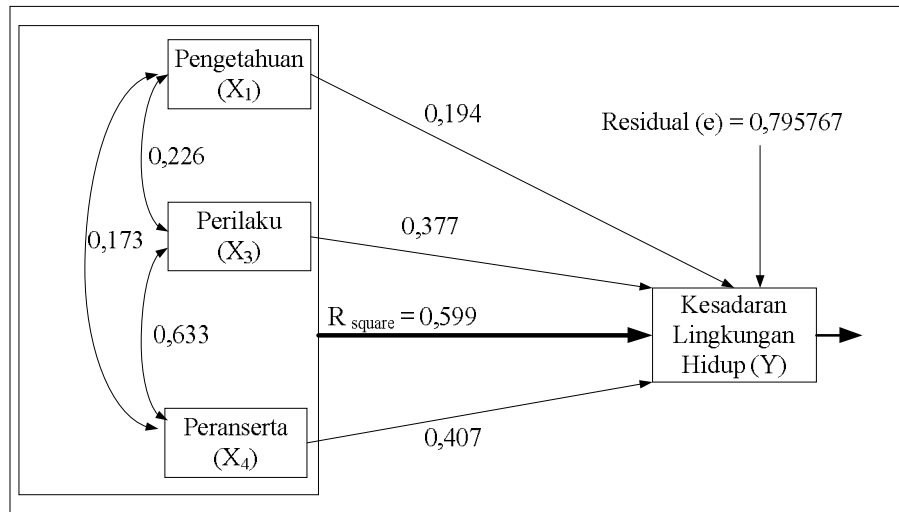 Pengetahuan
(X₁)
0,194
Residual (e) = 0,795767
0,226
Perilaku
(X₃)
0,377
0,173
Kesadaran
Lingkungan
Hidup (Y)
R square = 0,599
0,633
Peranserta
(X₄)
0,407